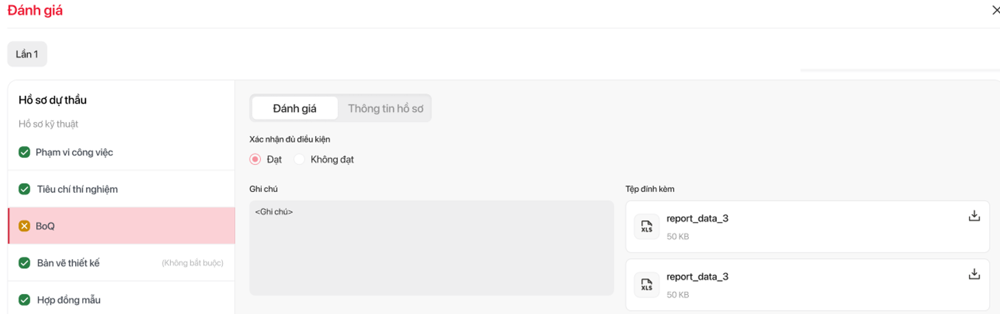 Đánh giá
Lần 1
Hồ sơ dự thầu
Hồ sơ kỹ thuật
Phạm vi công việc
Tiêu chí thí nghiệm
BoQ
Bản vẽ thiết kế (Không bắt buộc)
Hợp đồng mẫu
Đánh giá Thông tin hồ sơ
Xác nhận đủ điều kiện
Đạt Không đạt
Ghi chú
<Ghi chú>
Tệp đính kèm
XLS
report_data_3
50 KB
XLS
report_data_3
50 KB